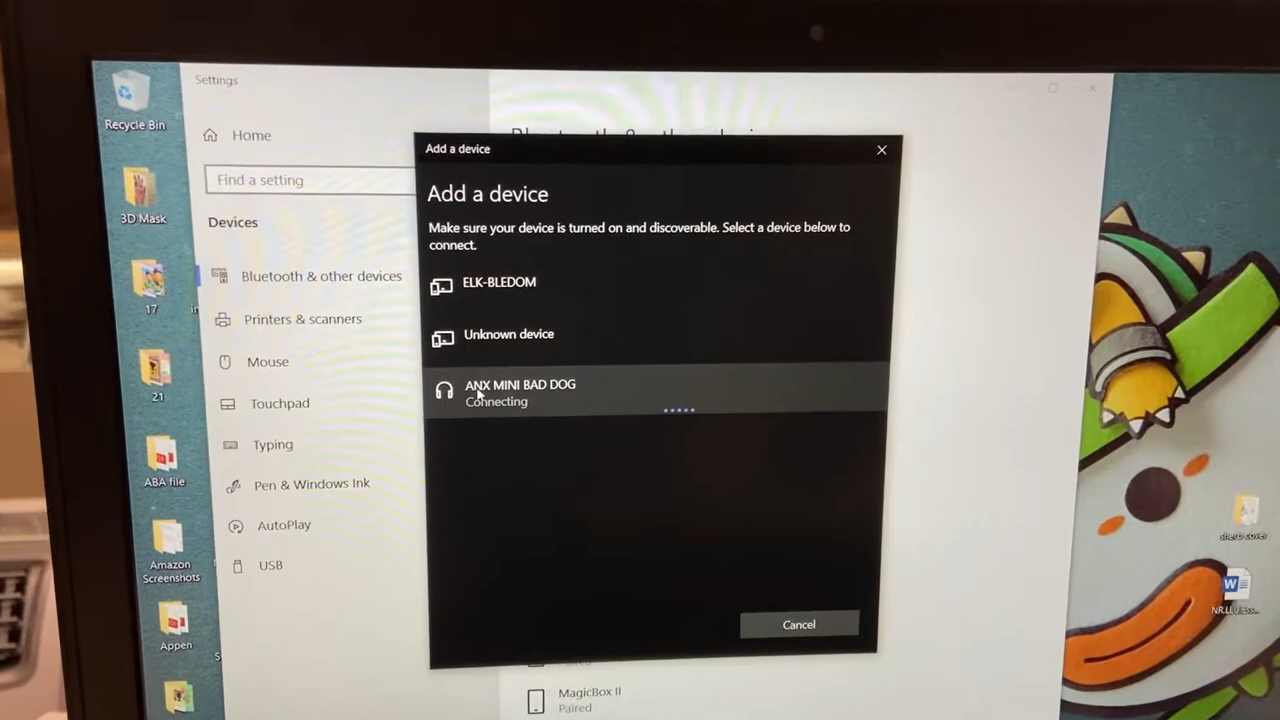 Recycle Bin
3D Mask
17
21
ABA file
Amazon
Screenshots
Appen
Settings
Home
Find a setting
Devices
Bluetooth & other devices
Printers & scanners
Mouse
Touchpad
Typing
Pen & Windows Ink
AutoPlay
USB
Add a device
Add a device
Make sure your device is turned on and discoverable. Select a device below to
connect.
ELK-BLEDOM
Unknown device
ANX MINI BAD DOG
Connecting
Cancel
MagicBox II
Paired
sherb cover